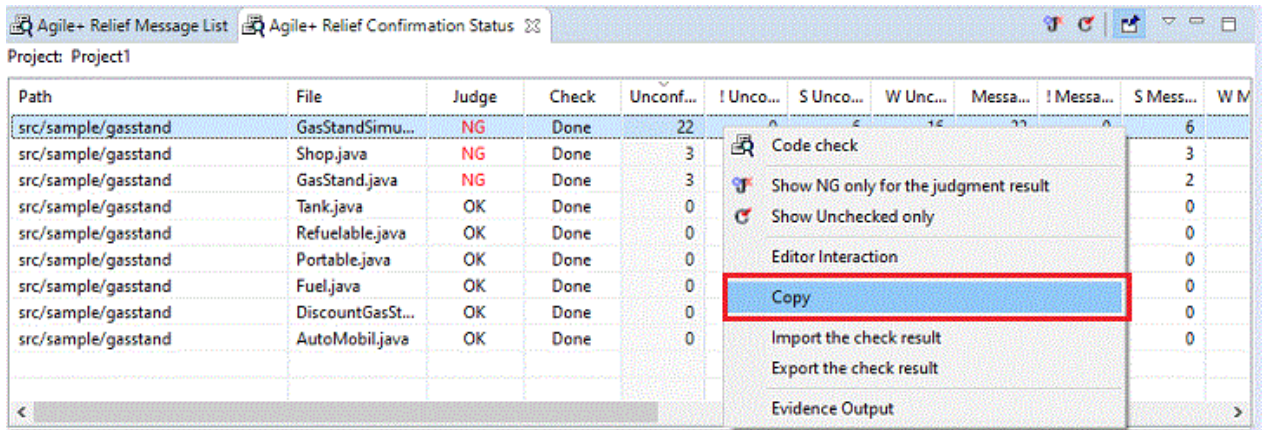 Agile+ Relief Message List Agile+ Relief Confirmation Status
Project: Project1
Path File Judge Check Unconf... ! Unco... S Unco... W Unc... Messa... ! Messa... S Mess... W M
src/sample/gasstand GasStandSimu... NG Done 22 0 6 16 22 0 6
src/sample/gasstand Shop.java NG Done 3 3
src/sample/gasstand GasStand.java NG Done 3 2
src/sample/gasstand Tank.java OK Done 0 0
src/sample/gasstand Refuelable.java OK Done 0 0
src/sample/gasstand Portable.java OK Done 0 0
src/sample/gasstand Fuel.java OK Done 0 0
src/sample/gasstand DiscountGasSt... OK Done 0 0
src/sample/gasstand AutoMobil.java OK Done 0 0
Code check
Show NG only for the judgment result
Show Unchecked only
Editor Interaction
Copy
Import the check result
Export the check result
Evidence Output